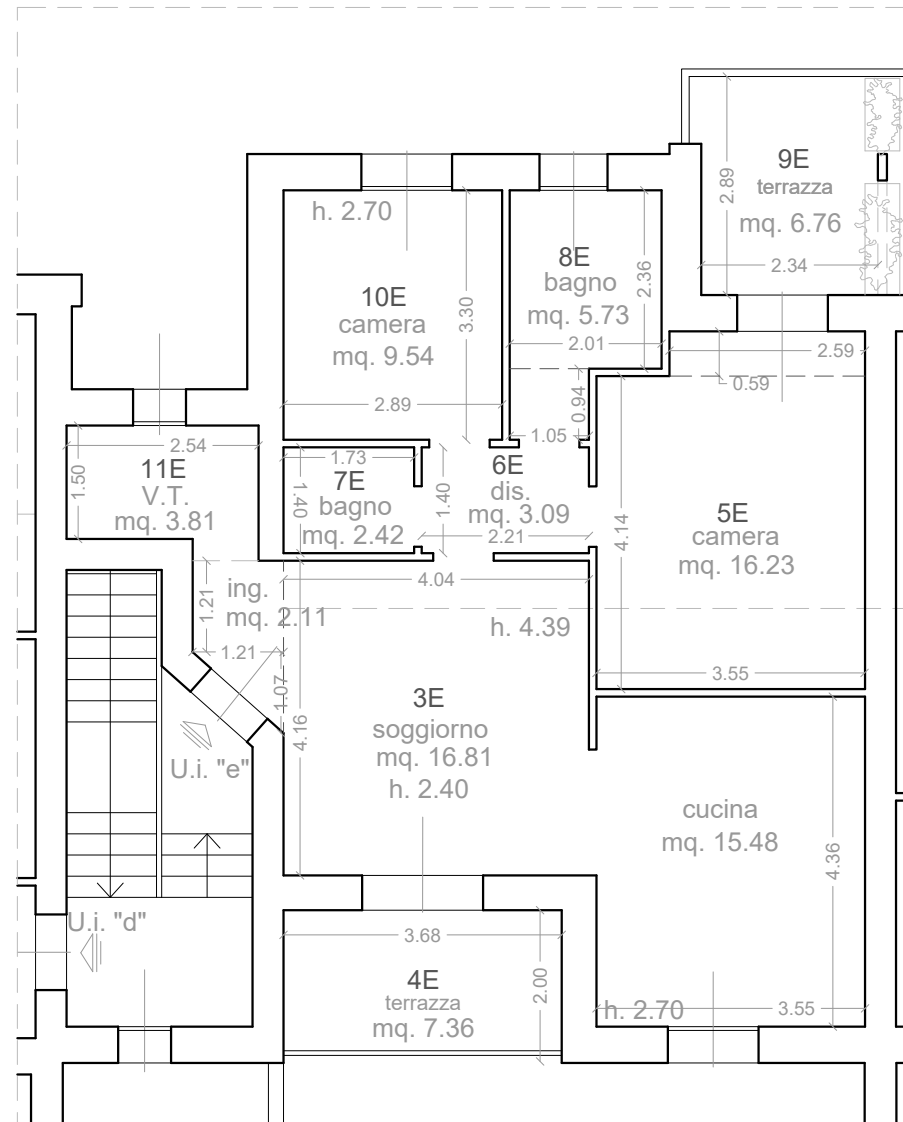 9E
terrazza
mq. 6.76
2.89
2.34
h. 2.70
10E
camera
mq. 9.54
3.30
2.89
8E
bagno
mq. 5.73
2.36
2.01
2.59
0.59
0.94
1.05
2.54
1.50
11E
V.T.
mq. 3.81
1.73
7E
bagno
mq. 2.42
1.40
1.40
6E
dis.
mq. 3.09
2.21
5E
camera
mq. 16.23
4.14
3.55
ing.
mq. 2.11
1.21
1.21
1.07
4.04
h. 4.39
4.16
3E
soggiorno
mq. 16.81
h. 2.40
U.i. "e"
cucina
mq. 15.48
4.36
U.i. "d"
3.68
4E
terrazza
mq. 7.36
2.00
h. 2.70
3.55